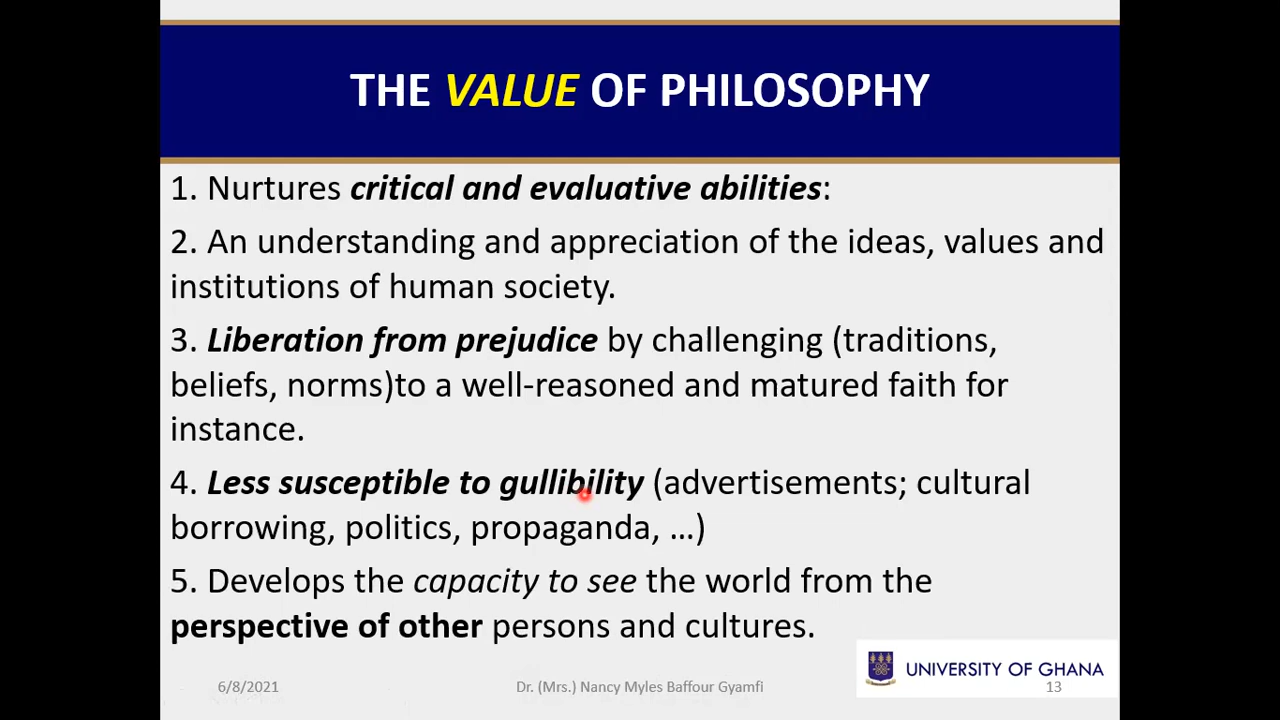 THE VALUE OF PHILOSOPHY
1. Nurtures critical and evaluative abilities:
2. An understanding and appreciation of the ideas, values and
institutions of human society.
3. Liberation from prejudice by challenging (traditions,
beliefs, norms)to a well-reasoned and matured faith for
instance.
4. Less susceptible to gullibility (advertisements; cultural
borrowing, politics, propaganda, ...)
5. Develops the capacity to see the world from the
perspective of other persons and cultures.
UNIVERSITY OF GHANA
6/8/2021 Dr. (Mrs.) Nancy Myles Baffour Gyamfi 13